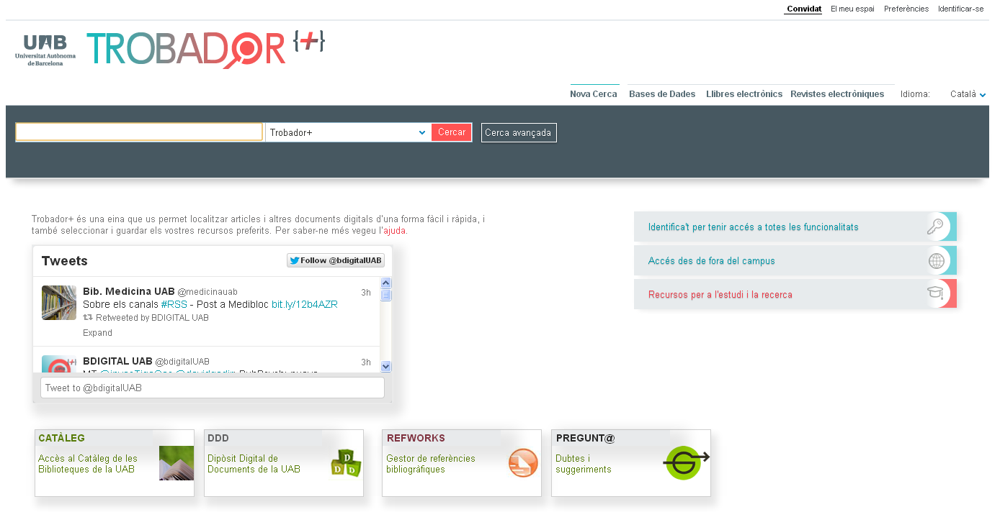 Convidat El meu espai Preferències Identificar-se
UAB
Universitat Autònoma
de Barcelona
TROBADOR {+}
Nova Cerca Bases de Dades Llibres electrònics Revistes electròniques Idioma: Català
Trobador+ Cercar Cerca avançada
Trobador+ és una eina que us permet localitzar articles i altres documents digitals d'una forma fàcil i ràpida, i
també seleccionar i guardar els vostres recursos preferits. Per saber-ne més vegeu l'ajuda.
Identifica't per tenir accés a totes les funcionalitats
Accés des de fora del campus
Recursos per a l'estudi i la recerca
Tweets Follow @bdigitalUAB
Bib. Medicina UAB @medicinauab 3h
Sobre els canals #RSS - Post a Medibloc bit.ly/12b4AZR
Retweeted by BDIGITAL UAB
Expand
BDIGITAL UAB @bdigitalUAB 3h
Tweet to @bdigitalUAB
CATÀLEG
Accès al Catàleg de les
Biblioteques de la UAB
DDD
Dipòsit Digital de
Documents de la UAB
D
D D
REFWORKS
Gestor de referències
bibliogràfiques
PREGUNT@
Dubtes i
suggeriments